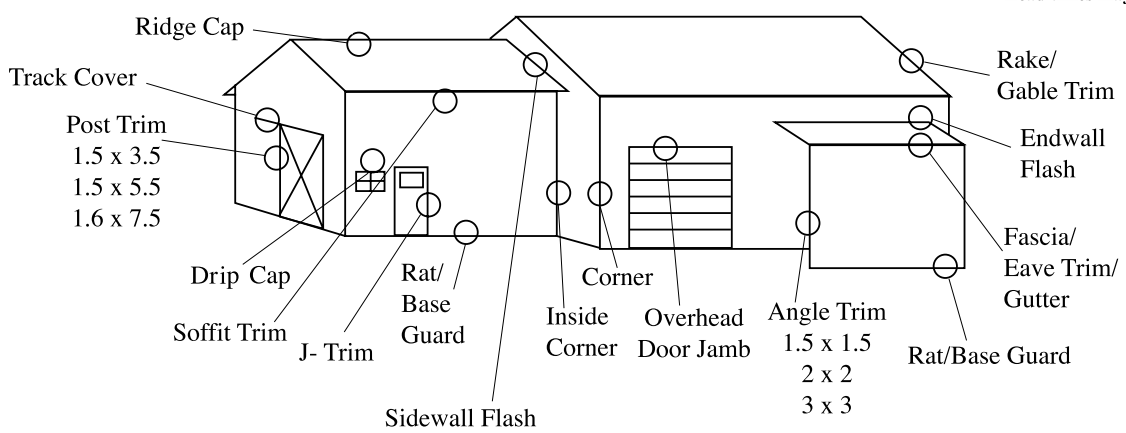 Ridge Cap
Track Cover
Post Trim
1.5 x 3.5
1.5 x 5.5
1.6 x 7.5
Rake/
Gable Trim
Endwall
Flash
Fascia/
Eave Trim/
Gutter
Drip Cap
Soffit Trim
J- Trim
Rat/
Base
Guard
Sidewall Flash
Inside
Corner
Corner
Overhead
Door Jamb
Angle Trim
1.5 x 1.5
2 x 2
3 x 3
Rat/Base Guard